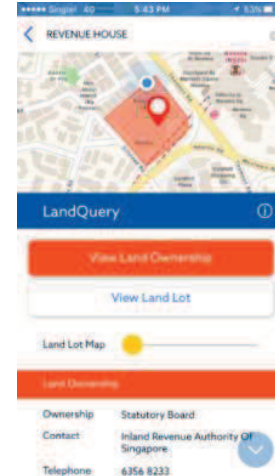 Singtel 4G 5:43 PM 53%
REVENUE HOUSE
LandQuery
View Land Ownership
View Land Lot
Land Lot Map
Land Ownership
Ownership Statutory Board
Contact Inland Revenue Authority Of
Singapore
Telephone 6356 8233